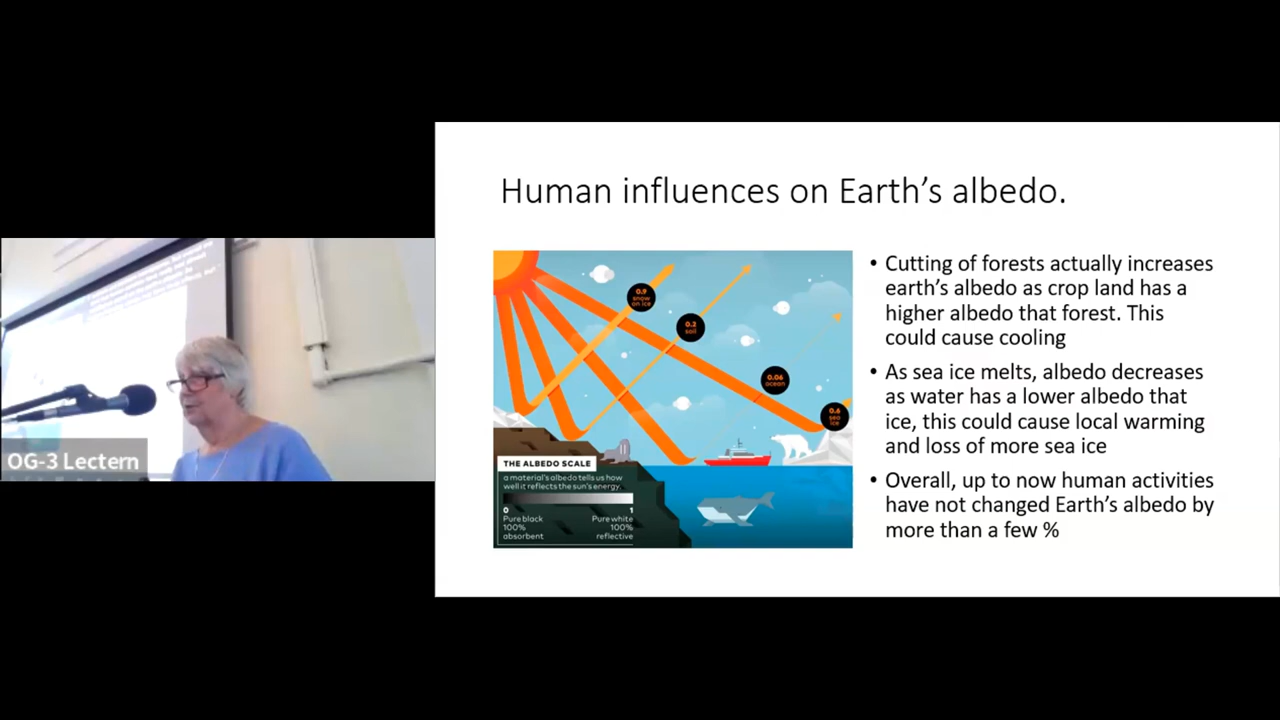 Human influences on Earth's albedo.
0.9
snow
on ice
0.2
soil
0.06
ocean
0.6
sea
ice
THE ALBEDO SCALE
a material's albedo tells us how
well it reflects the sun's energy.
0
Pure black
100%
absorbent
1
Pure white
100%
reflective
• Cutting of forests actually increases
earth's albedo as crop land has a
higher albedo that forest. This
could cause cooling
• As sea ice melts, albedo decreases
as water has a lower albedo that
ice, this could cause local warming
and loss of more sea ice
• Overall, up to now human activities
have not changed Earth's albedo by
more than a few %
OG-3 Lectern